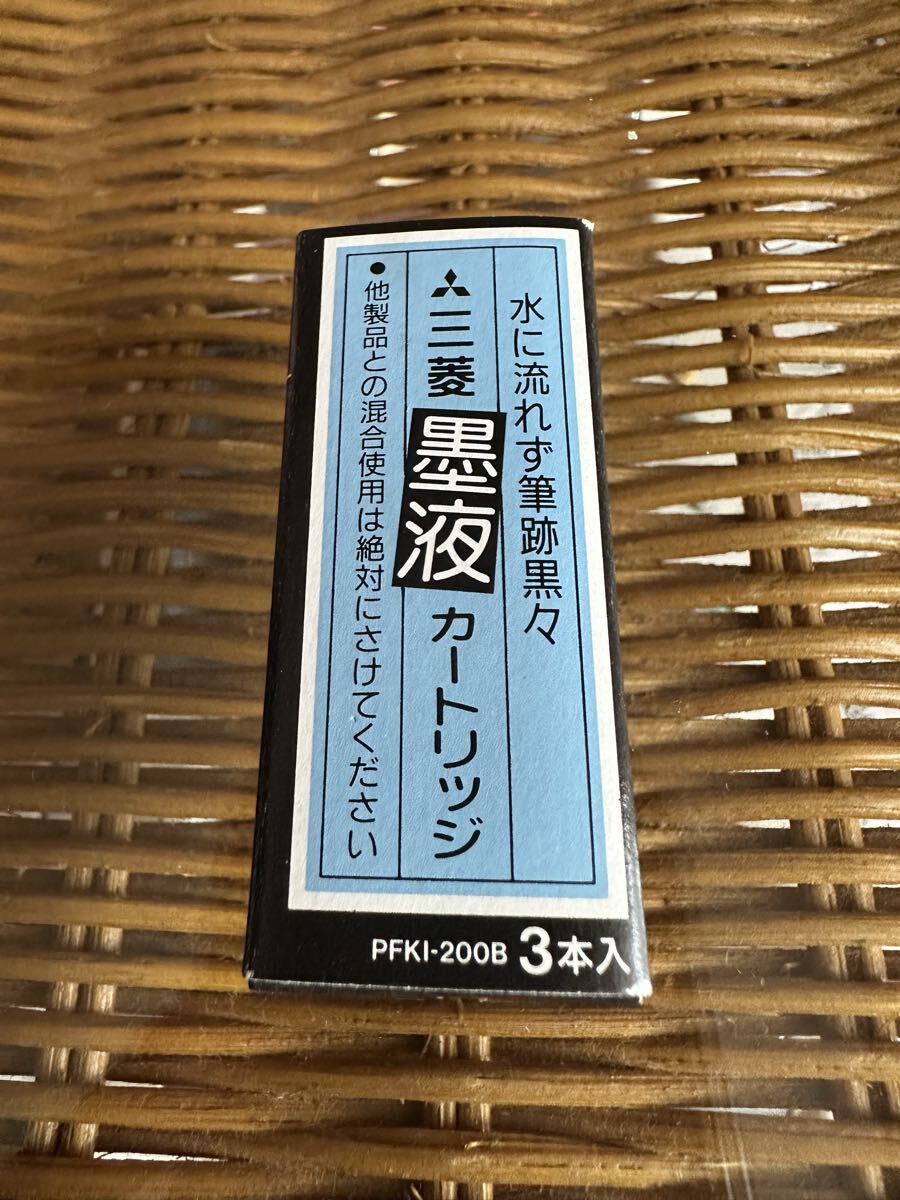 水に流れず筆跡黒々
三菱墨液カートリッジ
●他製品との混合使用は絶対にさけてください
PFKI-200B 3本入